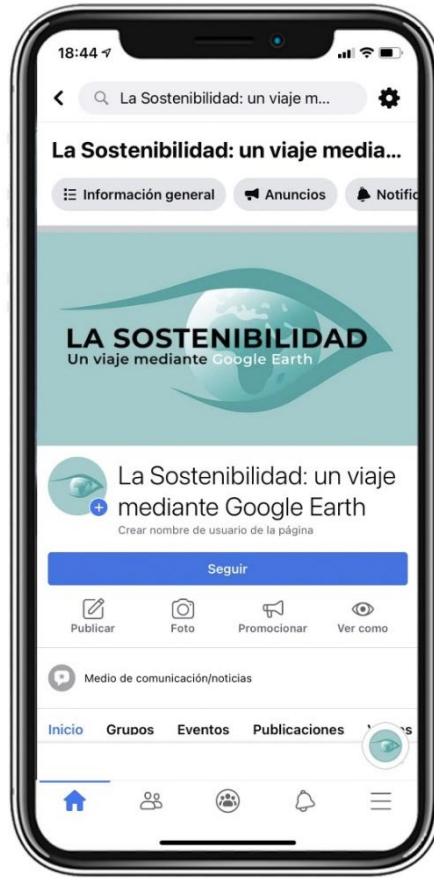 18:44
La Sostenibilidad: un viaje m...
La Sostenibilidad: un viaje media...
Información general
Anuncios
Notific
LA SOSTENIBILIDAD
Un viaje mediante Google Earth
La Sostenibilidad: un viaje
mediante Google Earth
Crear nombre de usuario de la página
Seguir
Publicar
Foto
Promocionar
Ver como
Medio de comunicación/noticias
Inicio Grupos Eventos Publicaciones